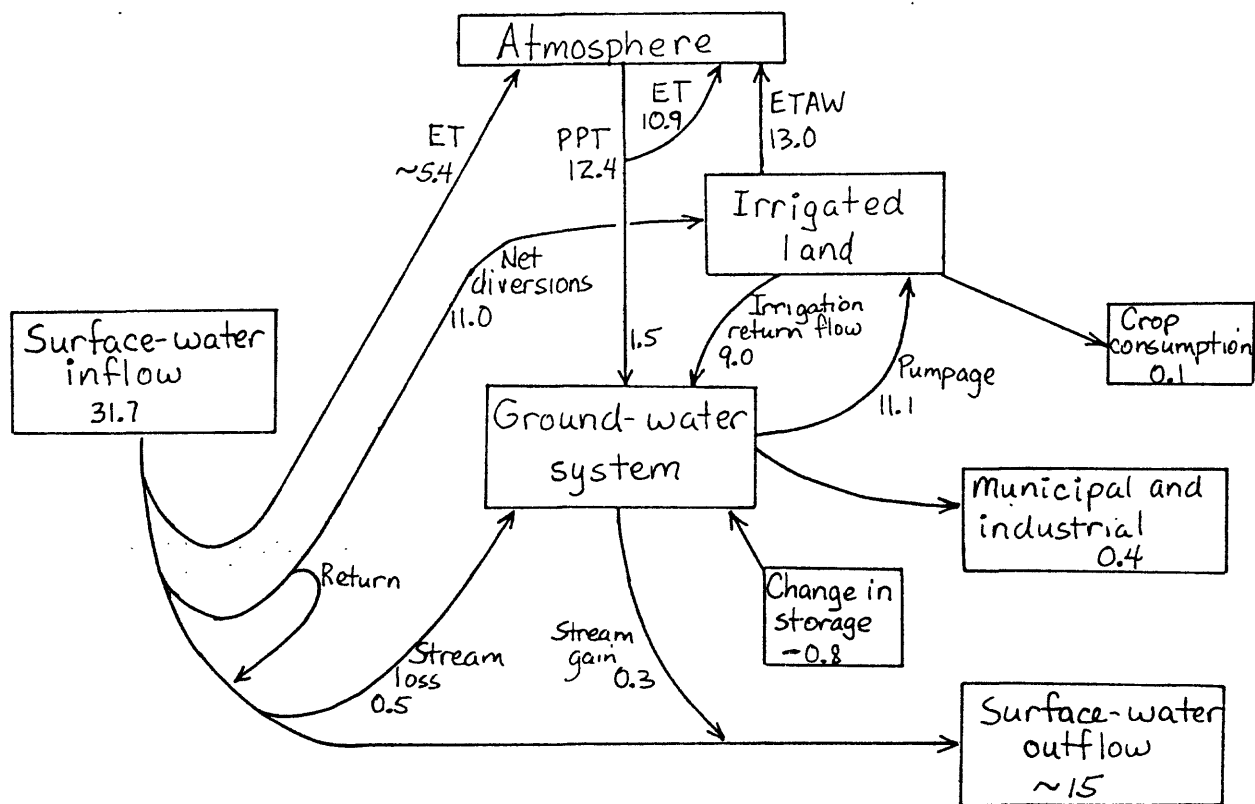 Atmosphere
ET
~5.4
PPT
12.4
ET
10.9
ETAW
13.0
Irrigated
land
Net
diversions
11.0
Surface-water
inflow
31.7
1.5
Irrigation
return flow
9.0
Pumpage
11.1
Crop
consumption
0.1
Ground-water
system
Municipal and
industrial
0.4
Return
Stream
loss
0.5
Stream
gain
0.3
Change in
storage
-0.8
Surface-water
outflow
~15